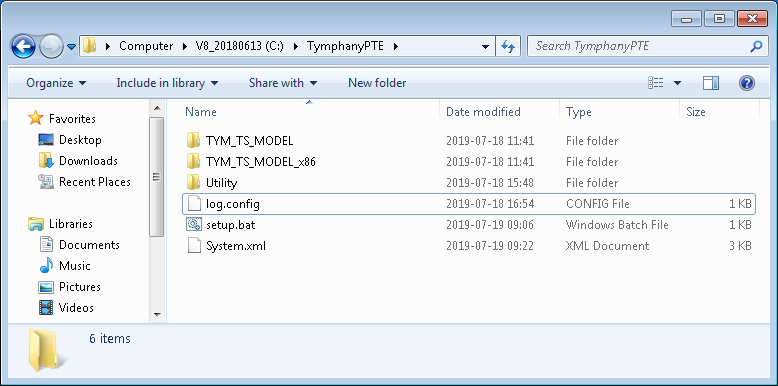 Computer V8_20180613 (C:) TymphanyPTE Search TymphanyPTE
Organize Include in library Share with New folder
Favorites
Desktop
Downloads
Recent Places
Libraries
Documents
Music
Pictures
Videos
Name Date modified Type Size
TYM_TS_MODEL 2019-07-18 11:41 File folder
TYM_TS_MODEL_x86 2019-07-18 11:41 File folder
Utility 2019-07-18 15:48 File folder
log.config 2019-07-18 16:54 CONFIG File 1 KB
setup.bat 2019-07-19 09:06 Windows Batch File 1 KB
System.xml 2019-07-19 09:22 XML Document 3 KB
6 items